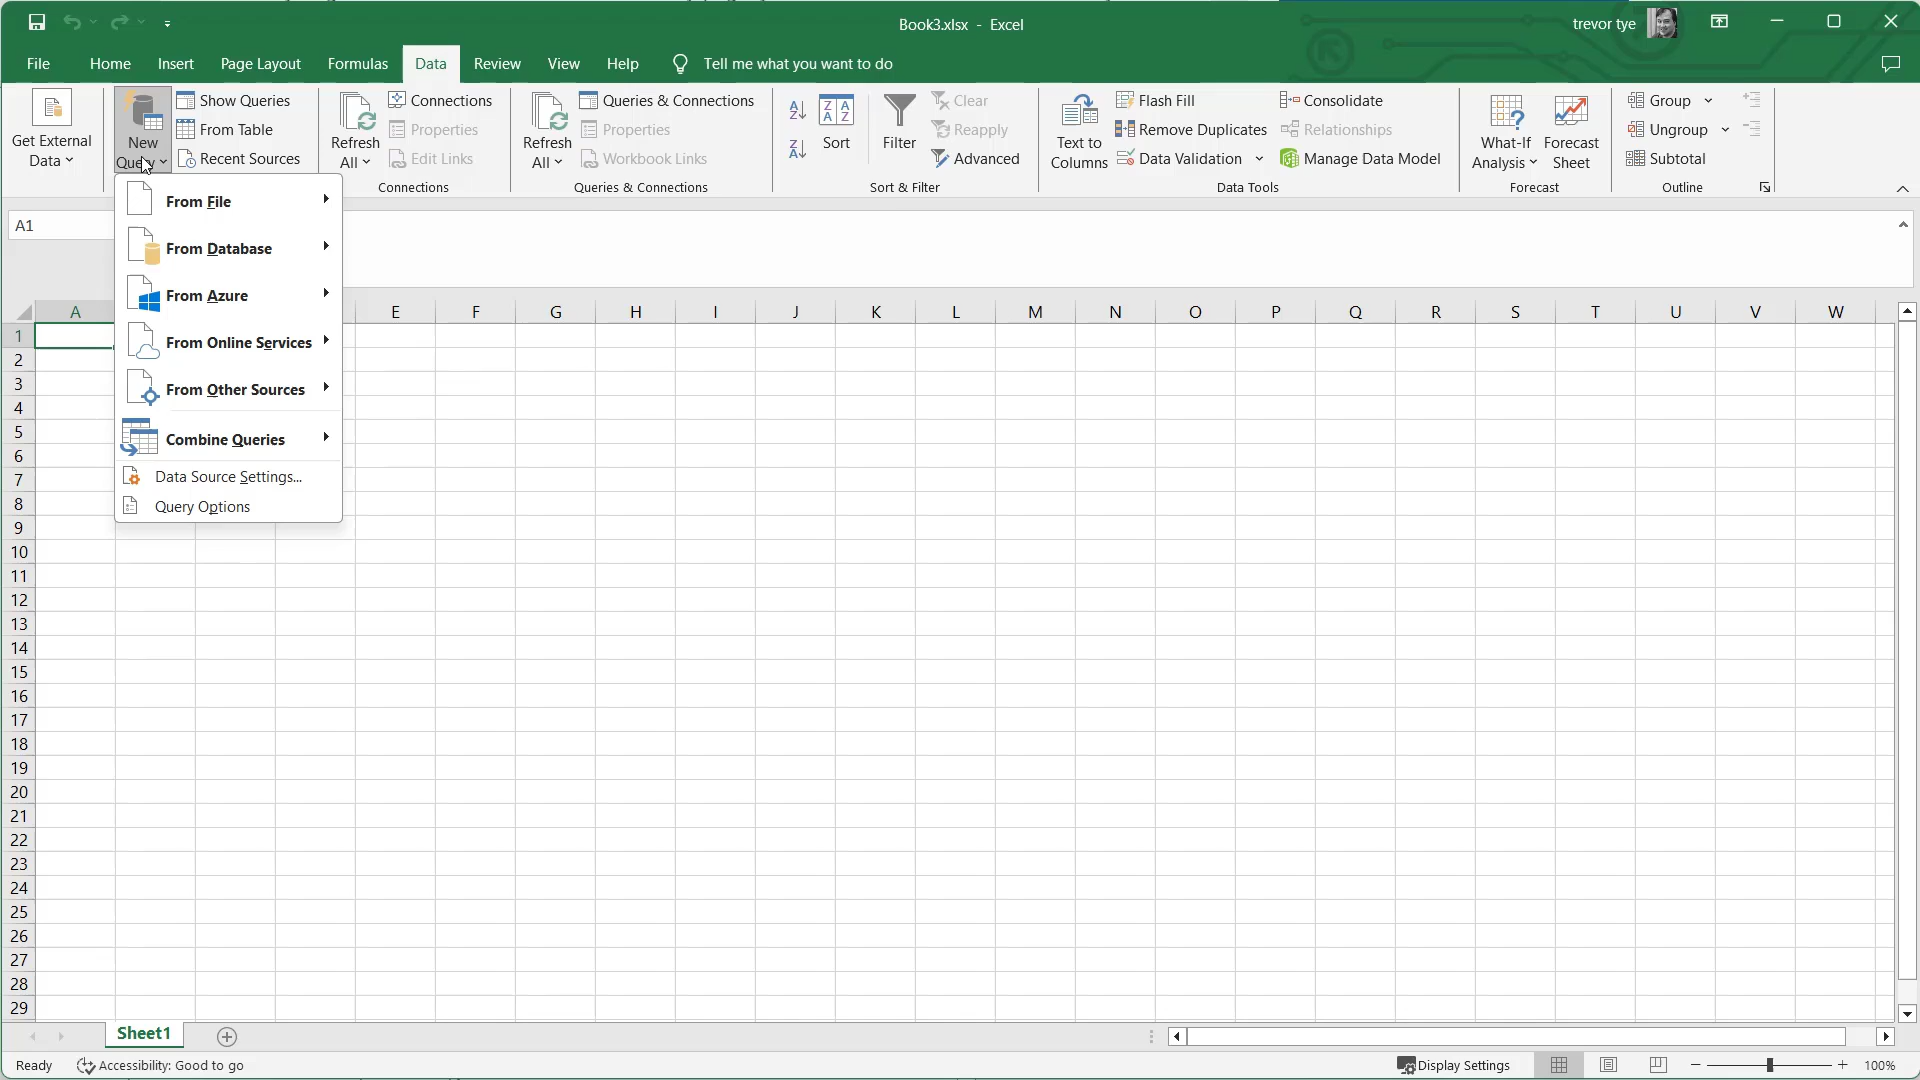 Book3.xlsx - Excel
trevor tye
File Home Insert Page Layout Formulas Data Review View Help Tell me what you want to do
Get External
Data
New
Query
Show Queries
From Table
Recent Sources
Refresh
All
Connections
Properties
Edit Links
Connections
Refresh
All
Queries & Connections
Properties
Workbook Links
Queries & Connections
A
Z
Z
A
Z A
A Z
Sort
Filter
Clear
Reapply
Advanced
Sort & Filter
Text to
Columns
Flash Fill
Remove Duplicates
Data Validation
Consolidate
Relationships
Manage Data Model
Data Tools
What-If
Analysis
Forecast
Sheet
Forecast
Group
Ungroup
Subtotal
Outline
A1
From File
From Database
From Azure
From Online Services
From Other Sources
Combine Queries
Data Source Settings...
Query Options
A E F G H I J K L M N O P Q R S T U V W
1
2
3
4
5
6
7
8
9
10
11
12
13
14
15
16
17
18
19
20
21
22
23
24
25
26
27
28
29
Sheet1
Ready Accessibility: Good to go Display Settings 100%